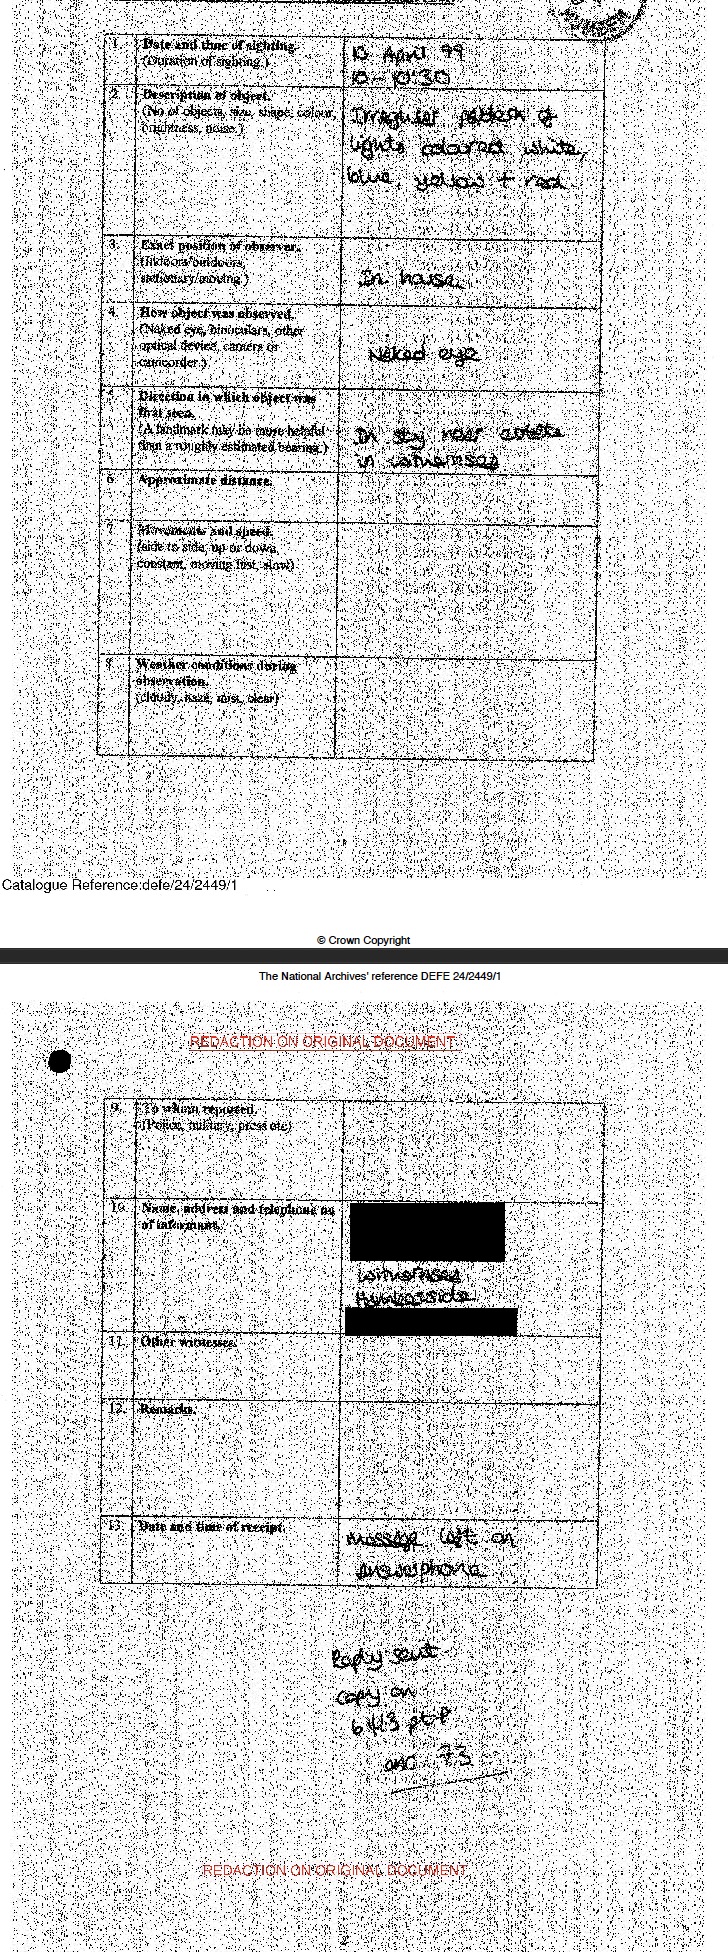 1. Date and time of sighting.
(Duration of sighting.)
10 April 99
10 - 10:30
2. Description of object.
(No of objects, size, shape, colour,
brightness, noise.)
Irregular pattern of
lights coloured white,
blue, yellow + red
3. Exact position of observer.
(Indoors/outdoors,
stationary/moving.)
In house
4. How object was observed.
(Naked eye, binoculars, other
optical device, camera or
camcorder.)
Naked eye
5. Direction in which object was
first seen.
(A landmark may be more helpful
than a roughly estimated bearing.)
In sky near estate
in Withernsea
6. Approximate distance.
7. Movements and speed.
(side to side, up or down,
constant, moving fast, slow)
8. Weather conditions during
observation.
(cloudy, haze, mist, clear)
Catalogue Reference:defe/24/2449/1
© Crown Copyright
The National Archives' reference DEFE 24/2449/1
REDACTION ON ORIGINAL DOCUMENT
9. To whom reported.
(Police, military, press etc)
10. Name, address and telephone no
of informant.
Withernsea
Humberside
11. Other witnesses.
12. Remarks.
13. Date and time of receipt.
Message left on
answerphone
Reply sent
copy on
64/3 pt P
enc 73
REDACTION ON ORIGINAL DOCUMENT